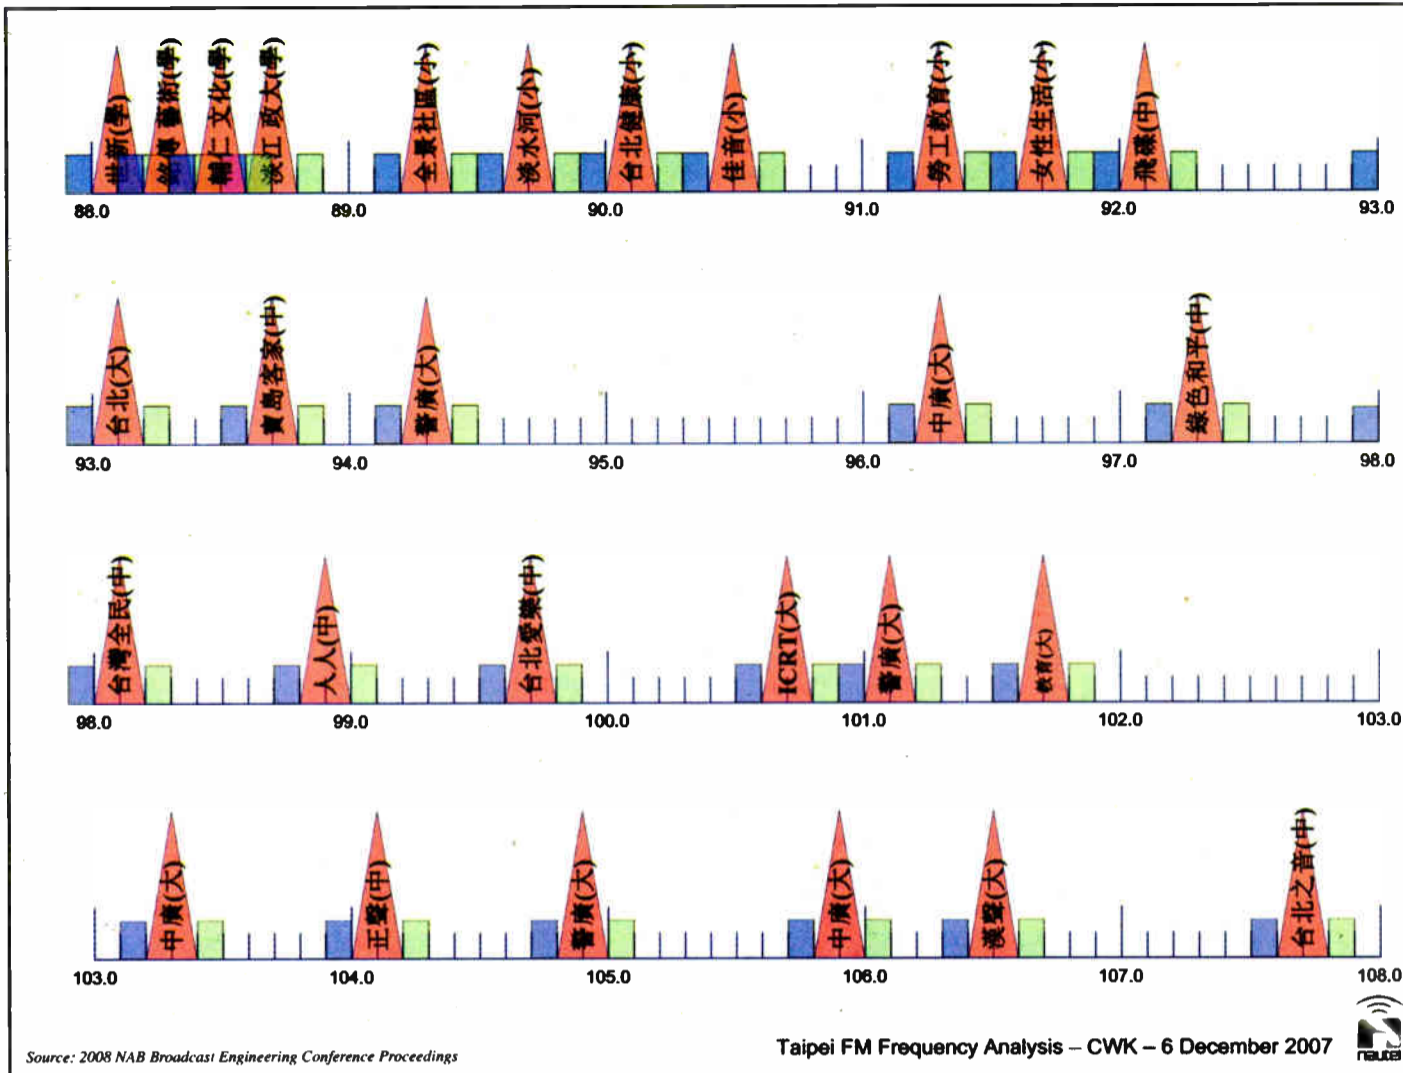 世新(學)
銘傳 藝術(學)
輔仁 文化(學)
淡江 政大(學)
全景社區(小)
淡水河(小)
台北健康(小)
佳音(小)
勞工教育(小)
女性生活(小)
飛碟(中)
88.0 89.0 90.0 91.0 92.0 93.0
台北(大)
寶島客家(中)
警廣(大)
中廣(大)
綠色和平(中)
93.0 94.0 95.0 96.0 97.0 98.0
台灣全民(中)
人人(中)
台北愛樂(中)
ICRT(大)
警廣(大)
教育(大)
98.0 99.0 100.0 101.0 102.0 103.0
中廣(大)
正聲(中)
警廣(大)
中廣(大)
漢聲(大)
台北之音(中)
103.0 104.0 105.0 106.0 107.0 108.0
Source: 2008 NAB Broadcast Engineering Conference Proceedings
Taipei FM Frequency Analysis – CWK – 6 December 2007
nautel